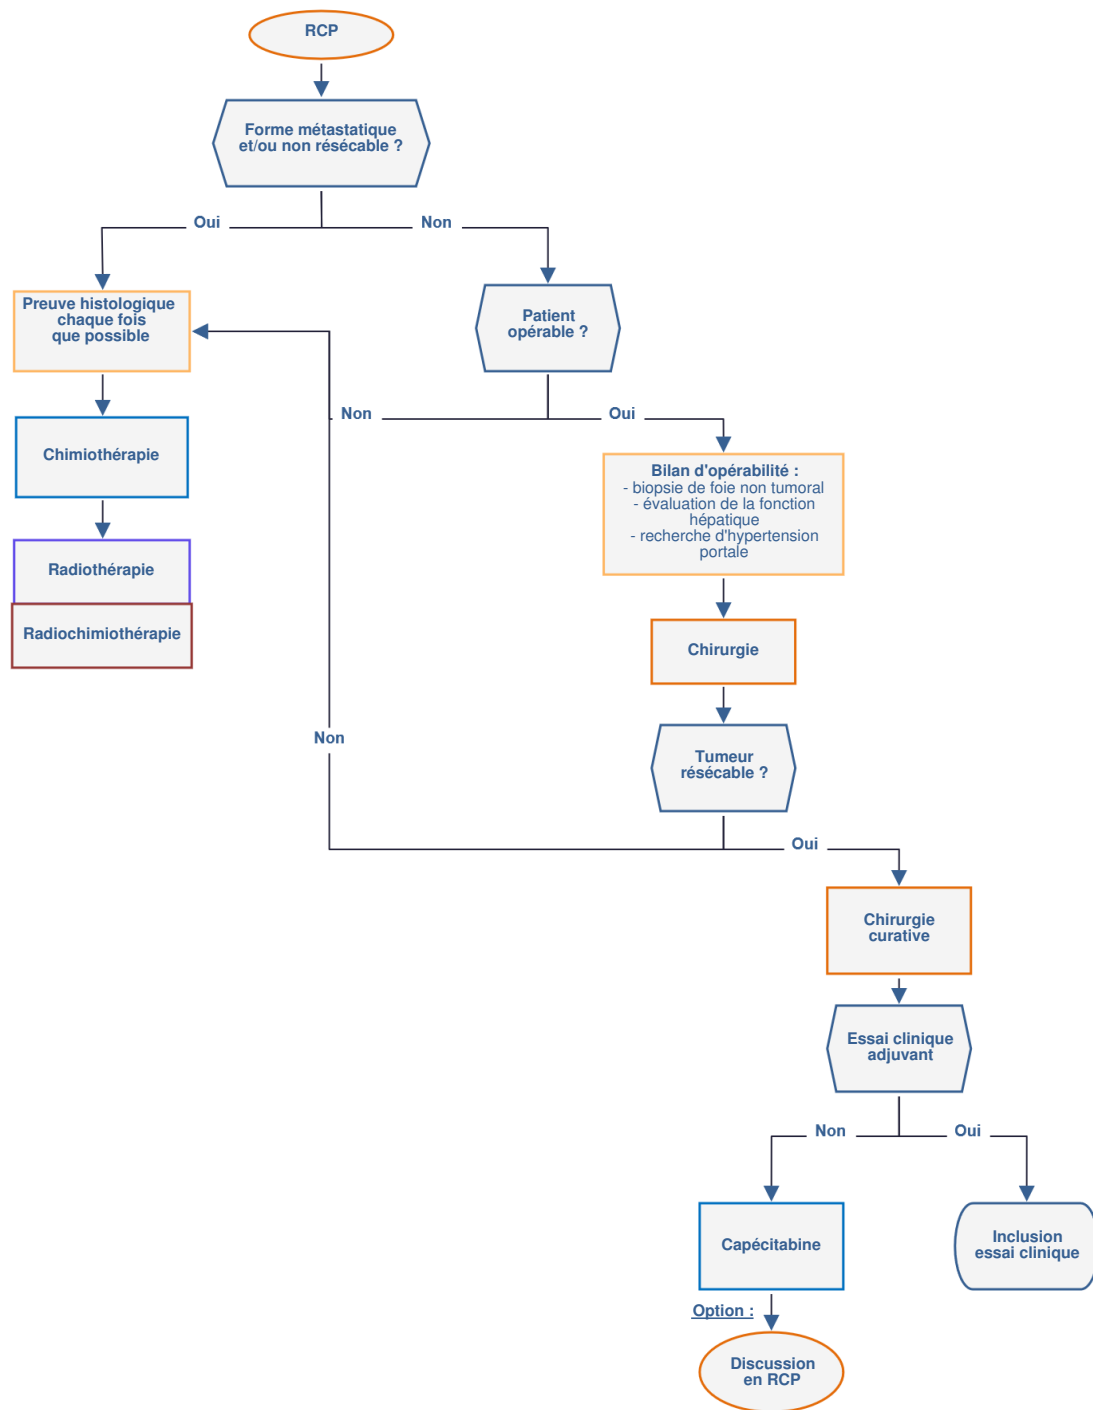 RCP
Forme métastatique
et/ou non résécable ?
Oui
Non
Preuve histologique
chaque fois
que possible
Patient
opérable ?
Non
Oui
Chimiothérapie
Bilan d'opérabilité :
- biopsie de foie non tumoral
- évaluation de la fonction
hépatique
- recherche d'hypertension
portale
Radiothérapie
Radiochimiothérapie
Chirurgie
Non
Tumeur
résécable ?
Oui
Chirurgie
curative
Essai clinique
adjuvant
Non
Oui
Capécitabine
Inclusion
essai clinique
Option :
Discussion
en RCP